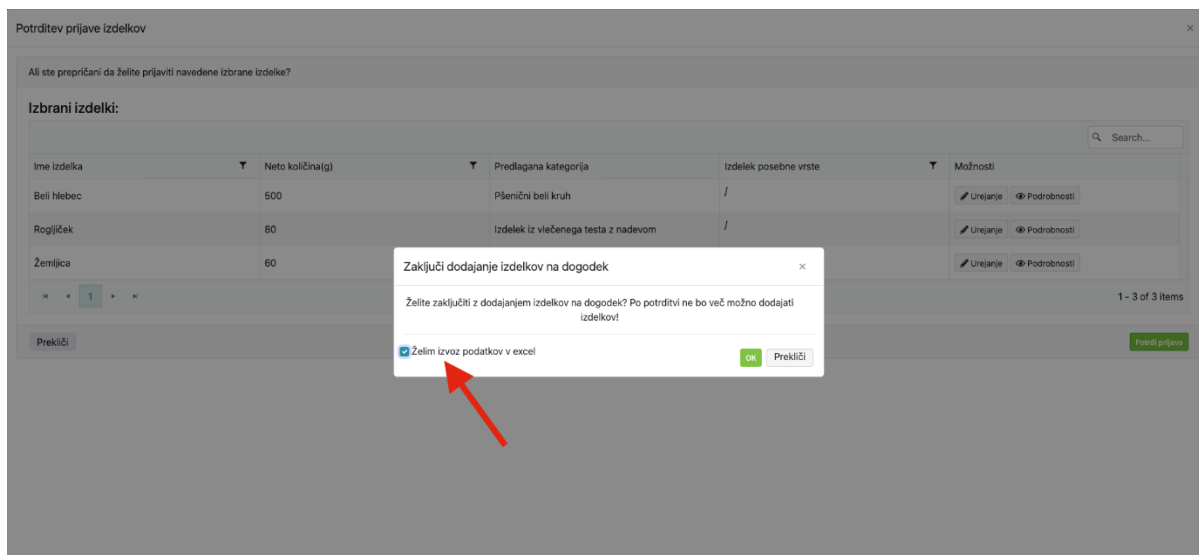 Potrditev prijave izdelkov
Ali ste prepričani da želite prijaviti navedene izbrane izdelke?
Izbrani izdelki:
Search...
Ime izdelka Neto količina(g) Predlagana kategorija Izdelek posebne vrste Možnosti
Beli hlebec 500 Pšenični beli kruh / Urejanje Podrobnosti
Rogljiček 80 Izdelek iz vlečenega testa z nadevom / Urejanje Podrobnosti
Žemljica 60 Urejanje Podrobnosti
Zaključi dodajanje izdelkov na dogodek
Želite zaključiti z dodajanjem izdelkov na dogodek? Po potrditvi ne bo več možno dodajati
izdelkov!
1 1 - 3 of 3 items
Želim izvoz podatkov v excel
OK Prekliči
Prekliči Potrdi prijavo